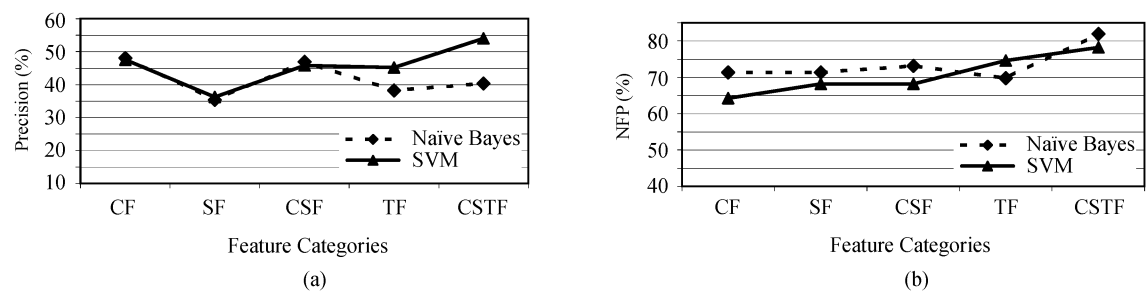 60
50
40
30
20
10
Precision (%)
Naïve Bayes
SVM
CF SF CSF TF CSTF
Feature Categories
(a)
80
70
60
50
40
NFP (%)
Naïve Bayes
SVM
CF SF CSF TF CSTF
Feature Categories
(b)